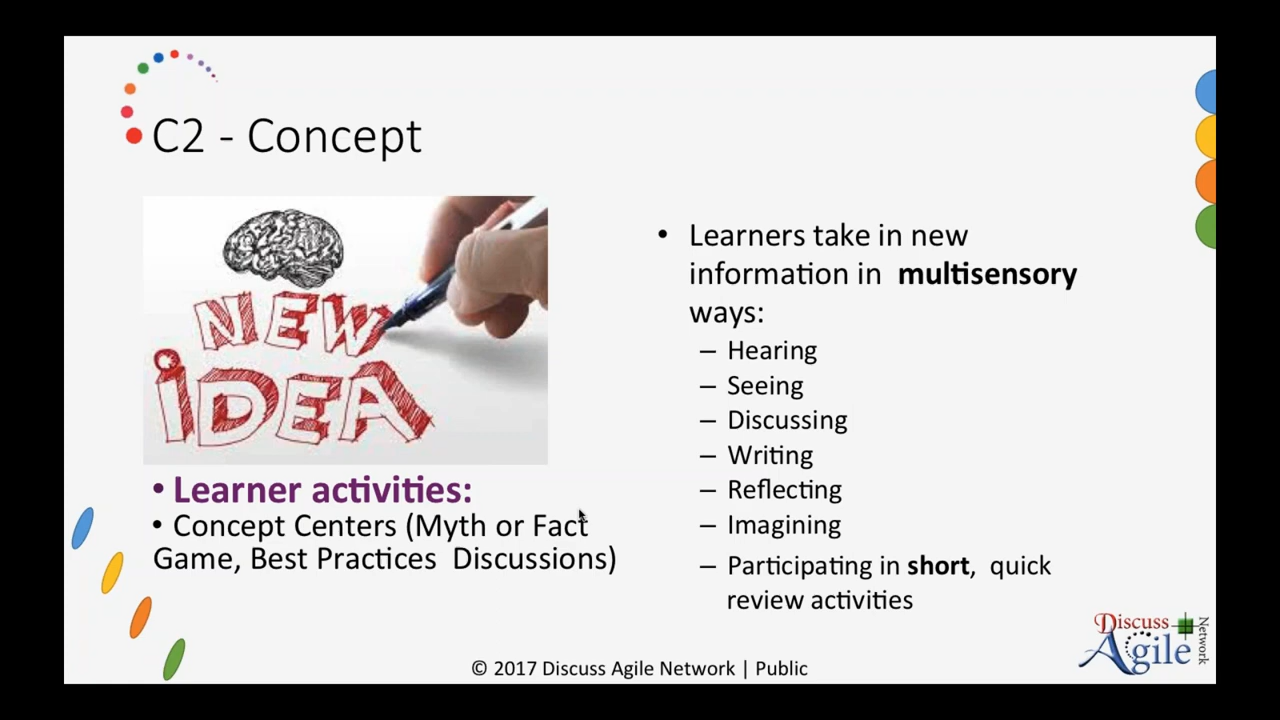 C2 - Concept
NEW
iDEA
• Learner activities:
• Concept Centers (Myth or Fact
Game, Best Practices Discussions)
• Learners take in new
information in multisensory
ways:
– Hearing
– Seeing
– Discussing
– Writing
– Reflecting
– Imagining
– Participating in short, quick
review activities
Discuss
Agile
Network
© 2017 Discuss Agile Network | Public